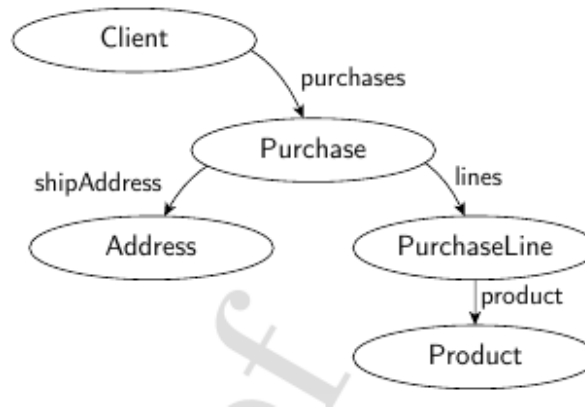 Client
purchases
Purchase
shipAddress
lines
Address
PurchaseLine
product
Product